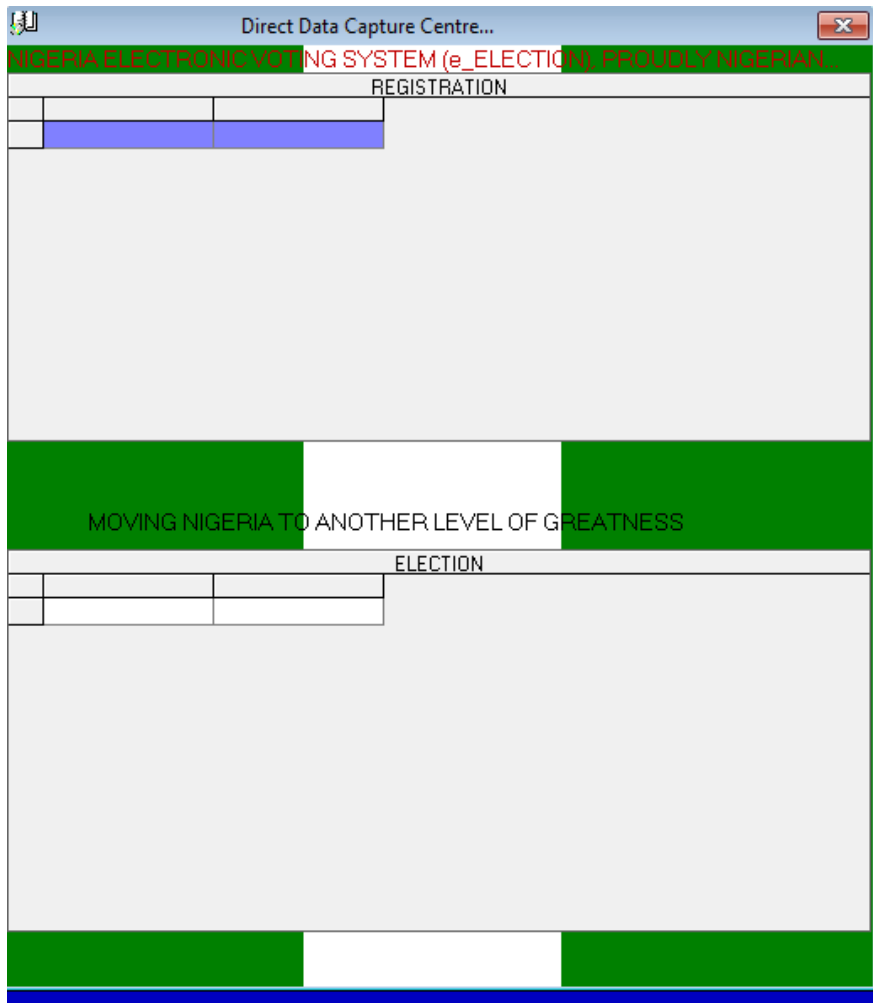 Direct Data Capture Centre...
NIGERIA ELECTRONIC VOTING SYSTEM (e_ELECTION), PROUDLY NIGERIAN...
REGISTRATION
MOVING NIGERIA TO ANOTHER LEVEL OF GREATNESS
ELECTION